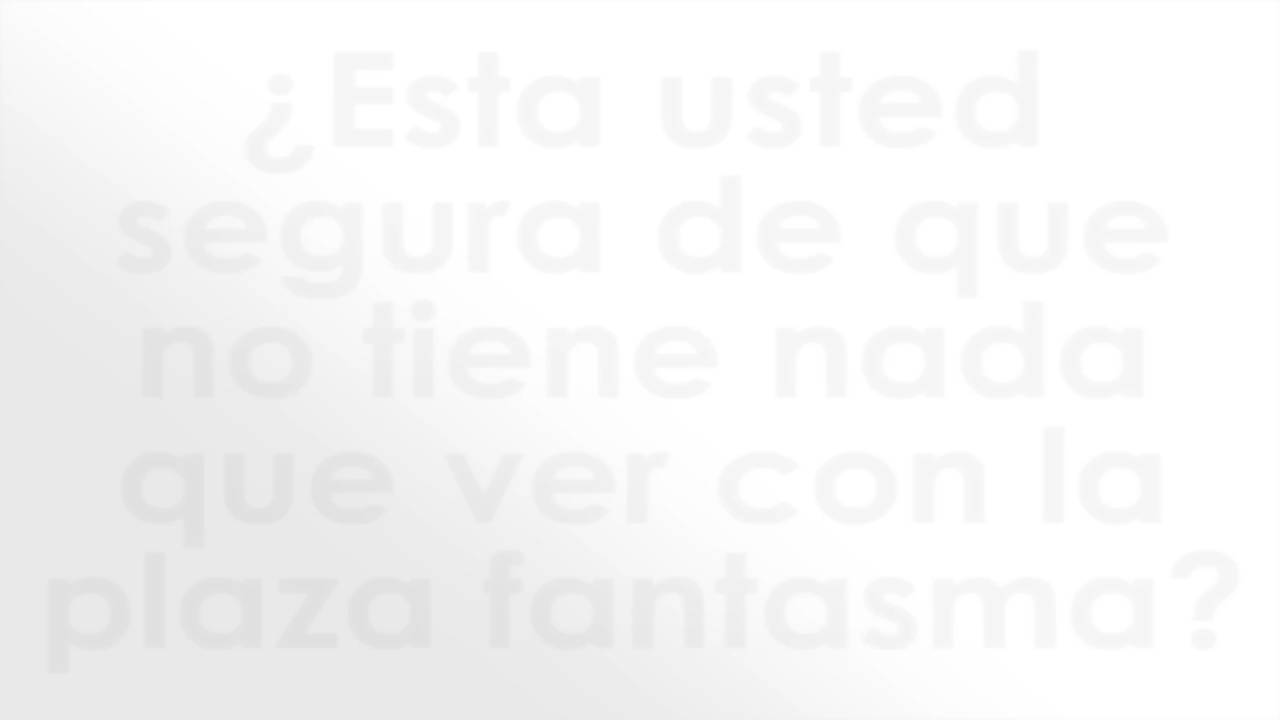 ¿Esta usted
segura de que
no tiene nada
que ver con la
plaza fantasma?